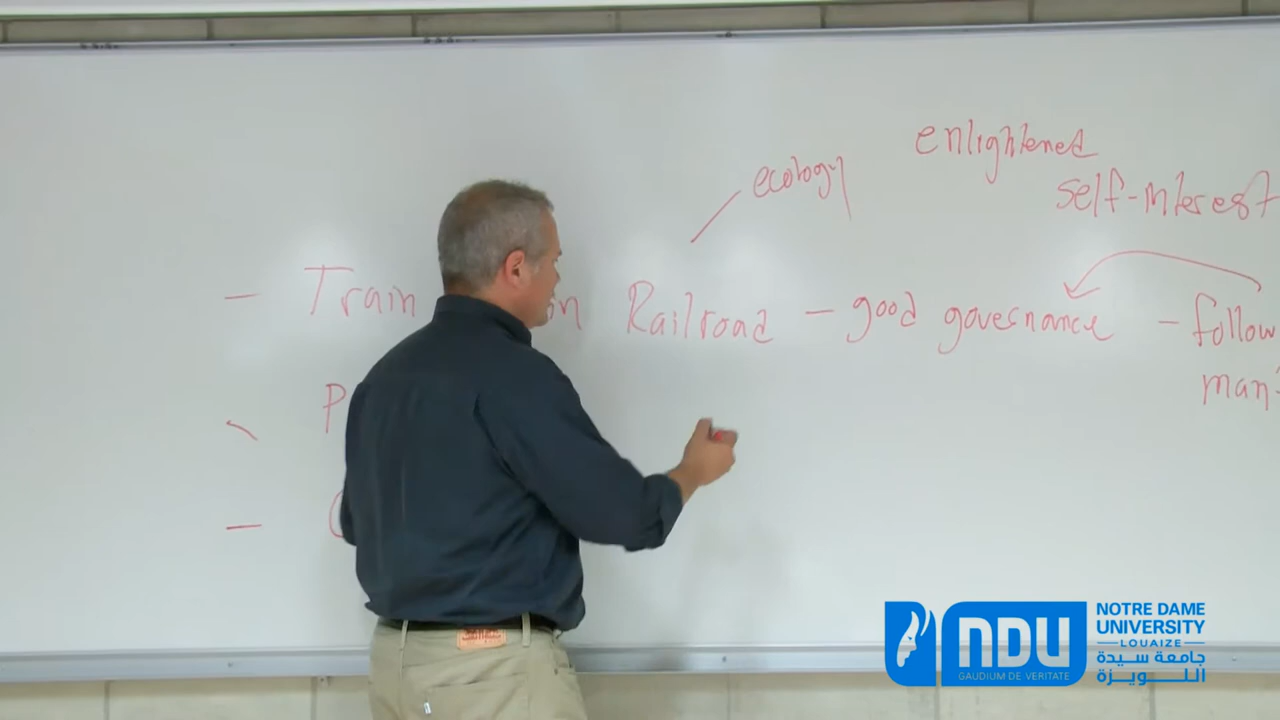 enlightened
ecology
self-interest
- Train in Railroad - good governance - follow
man
P
NDU
GAUDIUM DE VERITATE
NOTRE DAME
UNIVERSITY
LOUAIZE
جامعة سيدة
اللويزة